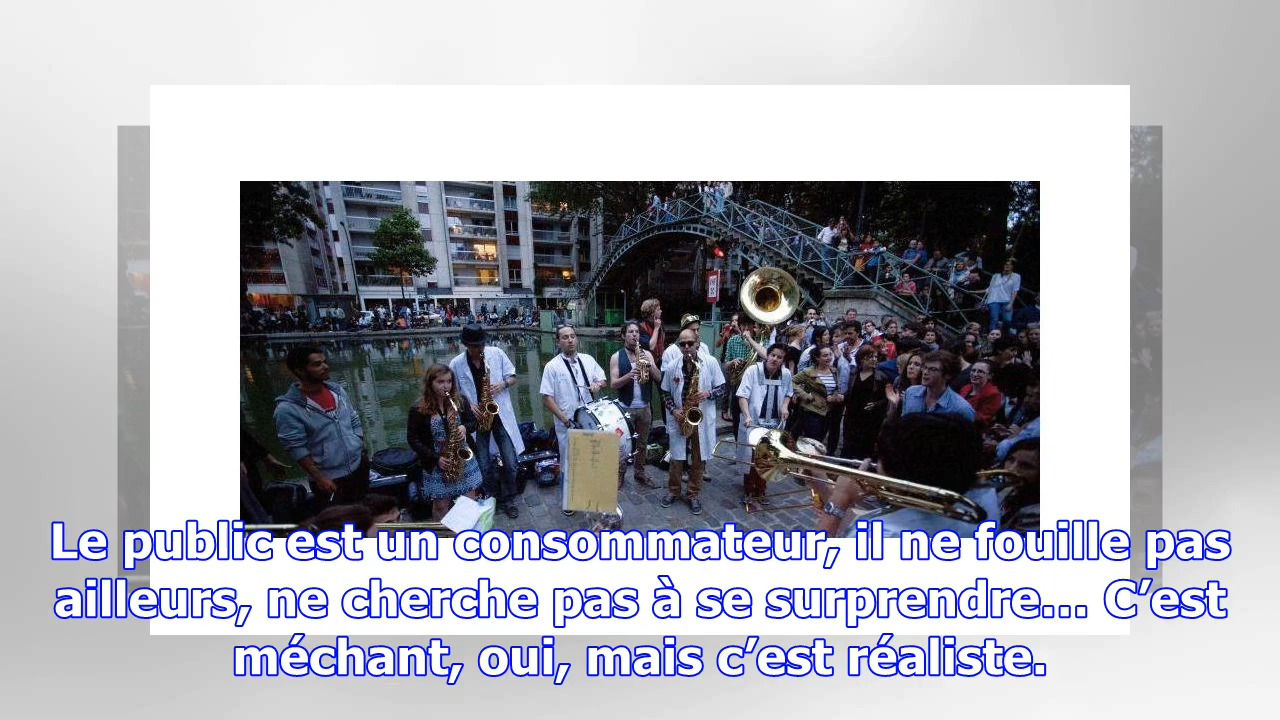 Le public est un consommateur, il ne fouille pas
ailleurs, ne cherche pas à se surprendre... C’est
méchant, oui, mais c’est réaliste.